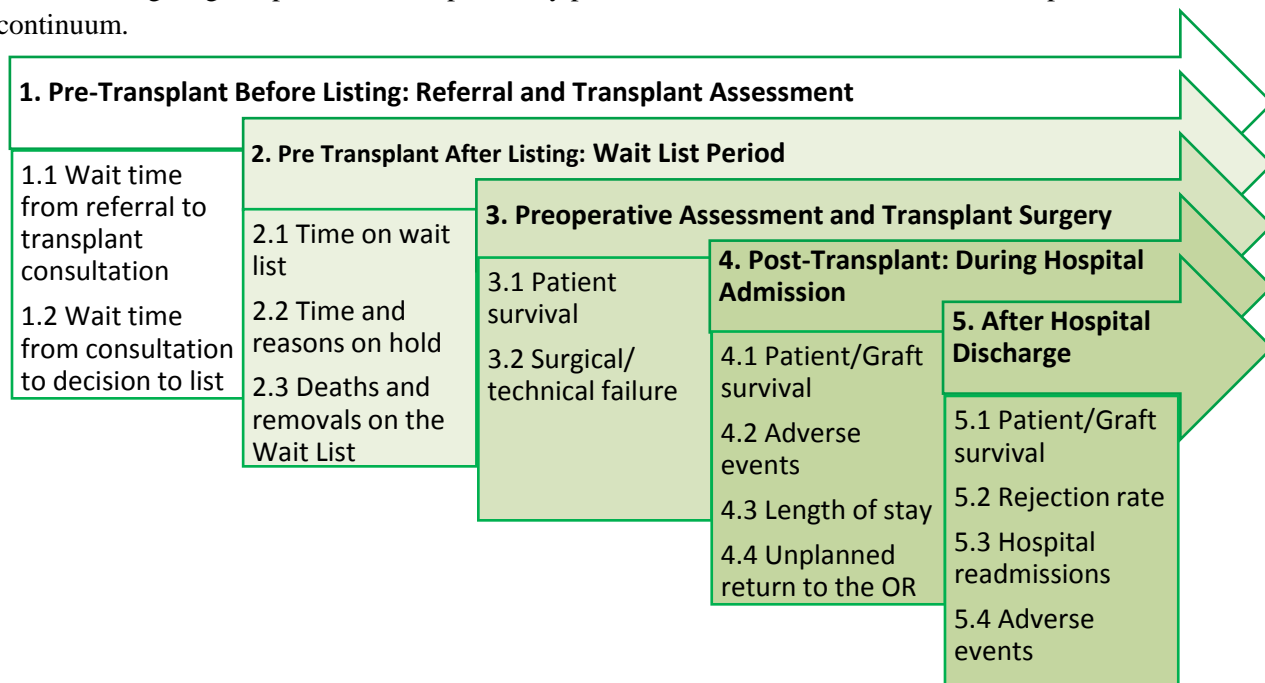 continuum.
1. Pre-Transplant Before Listing: Referral and Transplant Assessment
1.1 Wait time
from referral to
transplant
consultation
1.2 Wait time
from consultation
to decision to list
2. Pre Transplant After Listing: Wait List Period
2.1 Time on wait
list
2.2 Time and
reasons on hold
2.3 Deaths and
removals on the
Wait List
3. Preoperative Assessment and Transplant Surgery
3.1 Patient
survival
3.2 Surgical/
technical failure
4. Post-Transplant: During Hospital
Admission
4.1 Patient/Graft
survival
4.2 Adverse
events
4.3 Length of stay
4.4 Unplanned
return to the OR
5. After Hospital
Discharge
5.1 Patient/Graft
survival
5.2 Rejection rate
5.3 Hospital
readmissions
5.4 Adverse
events